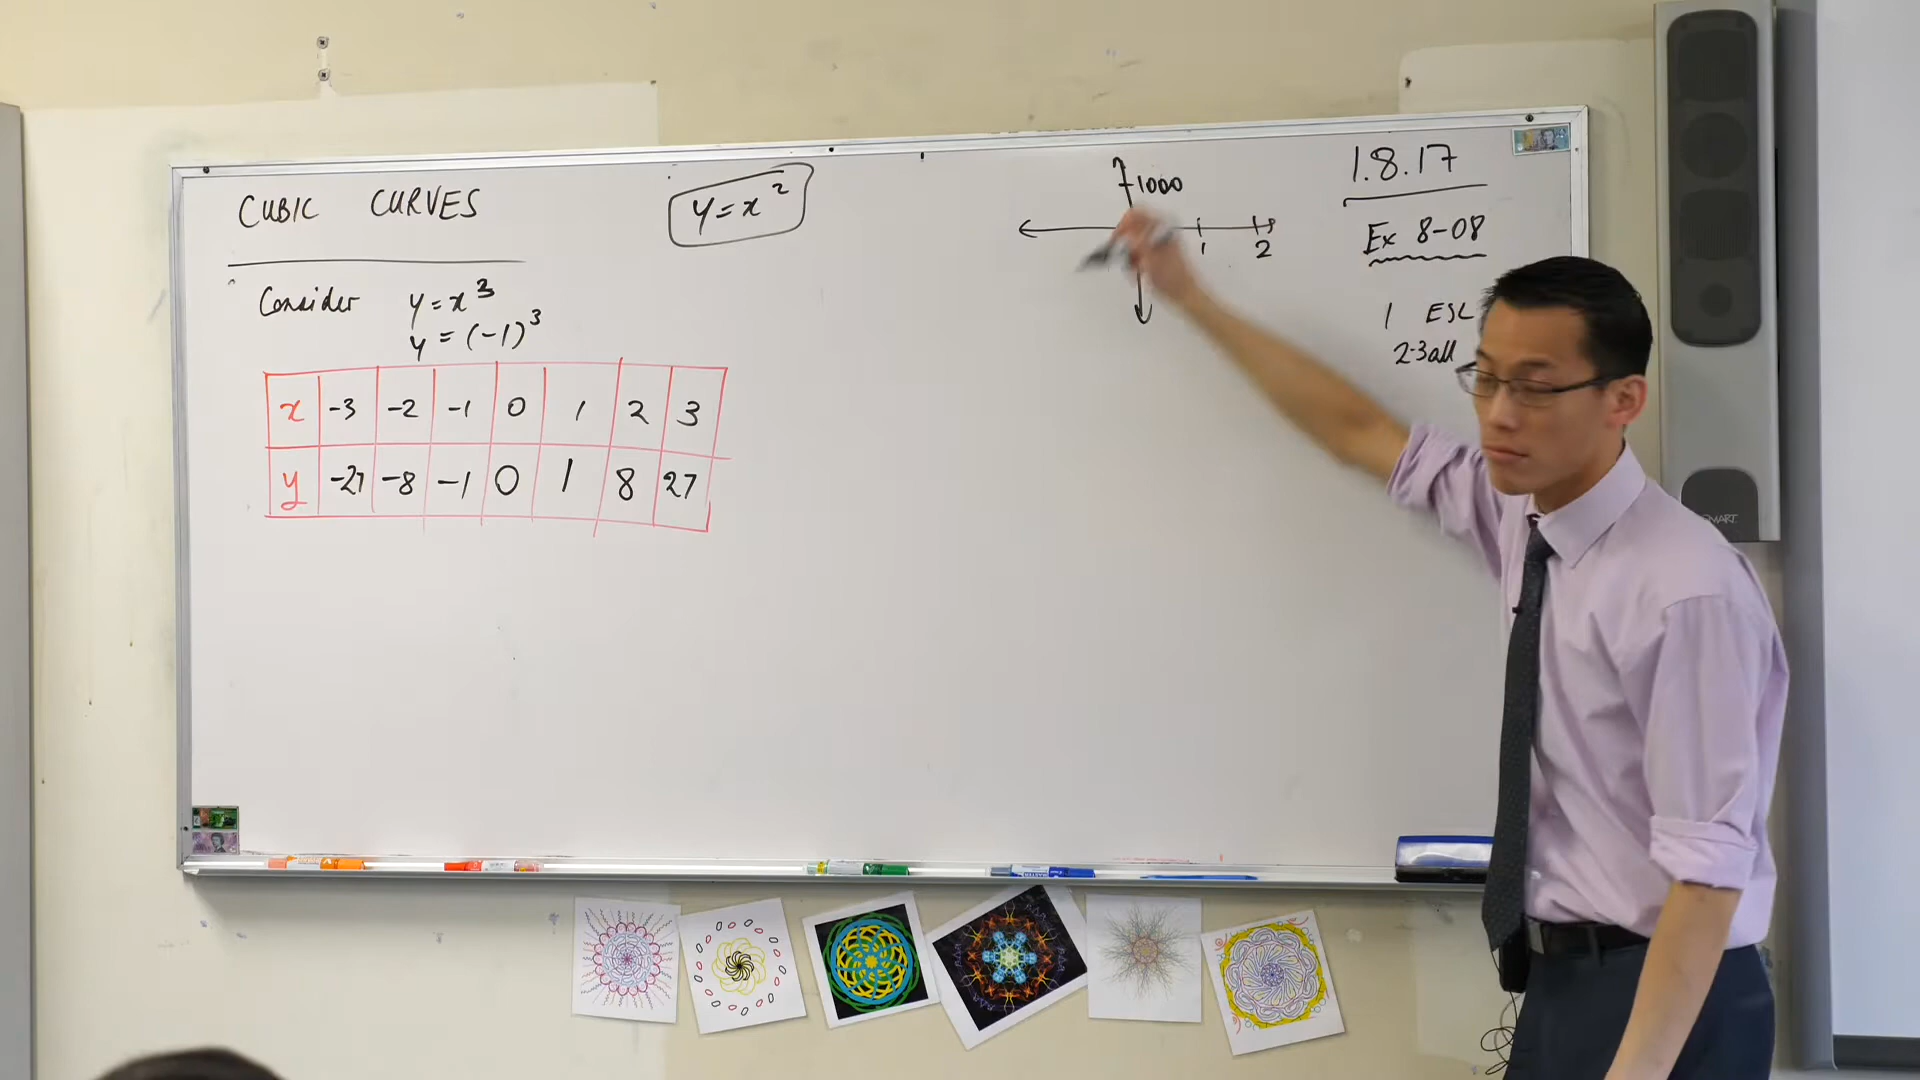 CUBIC CURVES
y=x²
Consider y=x³
y=(-1)³
x -3 -2 -1 0 1 2 3
y -27 -8 -1 0 1 8 27
1000
1 2
1.8.17
Ex 8-08
1 ESL
2-3all